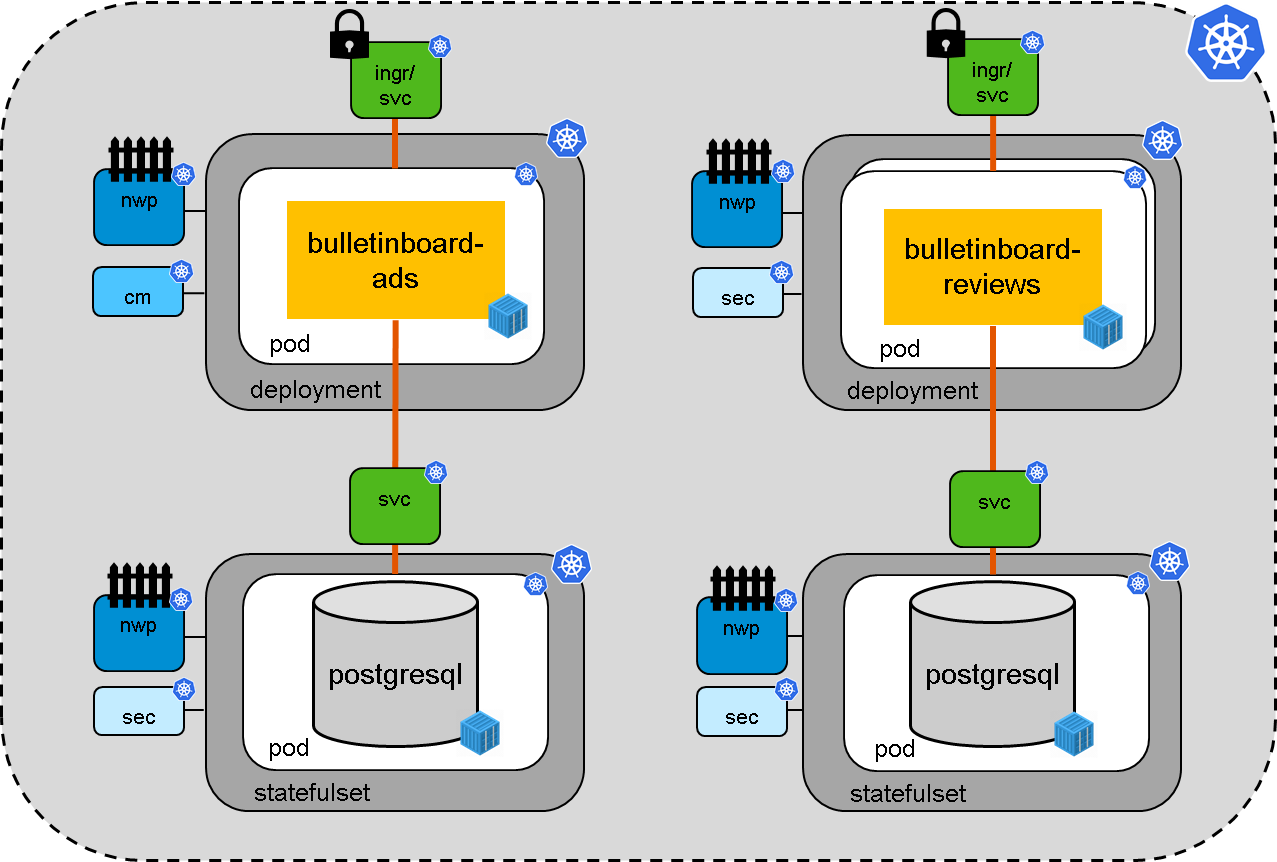 ingr/
svc
ingr/
svc
nwp
cm
bulletinboard-
ads
pod
deployment
nwp
sec
bulletinboard-
reviews
pod
deployment
svc
svc
nwp
sec
postgresql
pod
statefulset
nwp
sec
postgresql
pod
statefulset